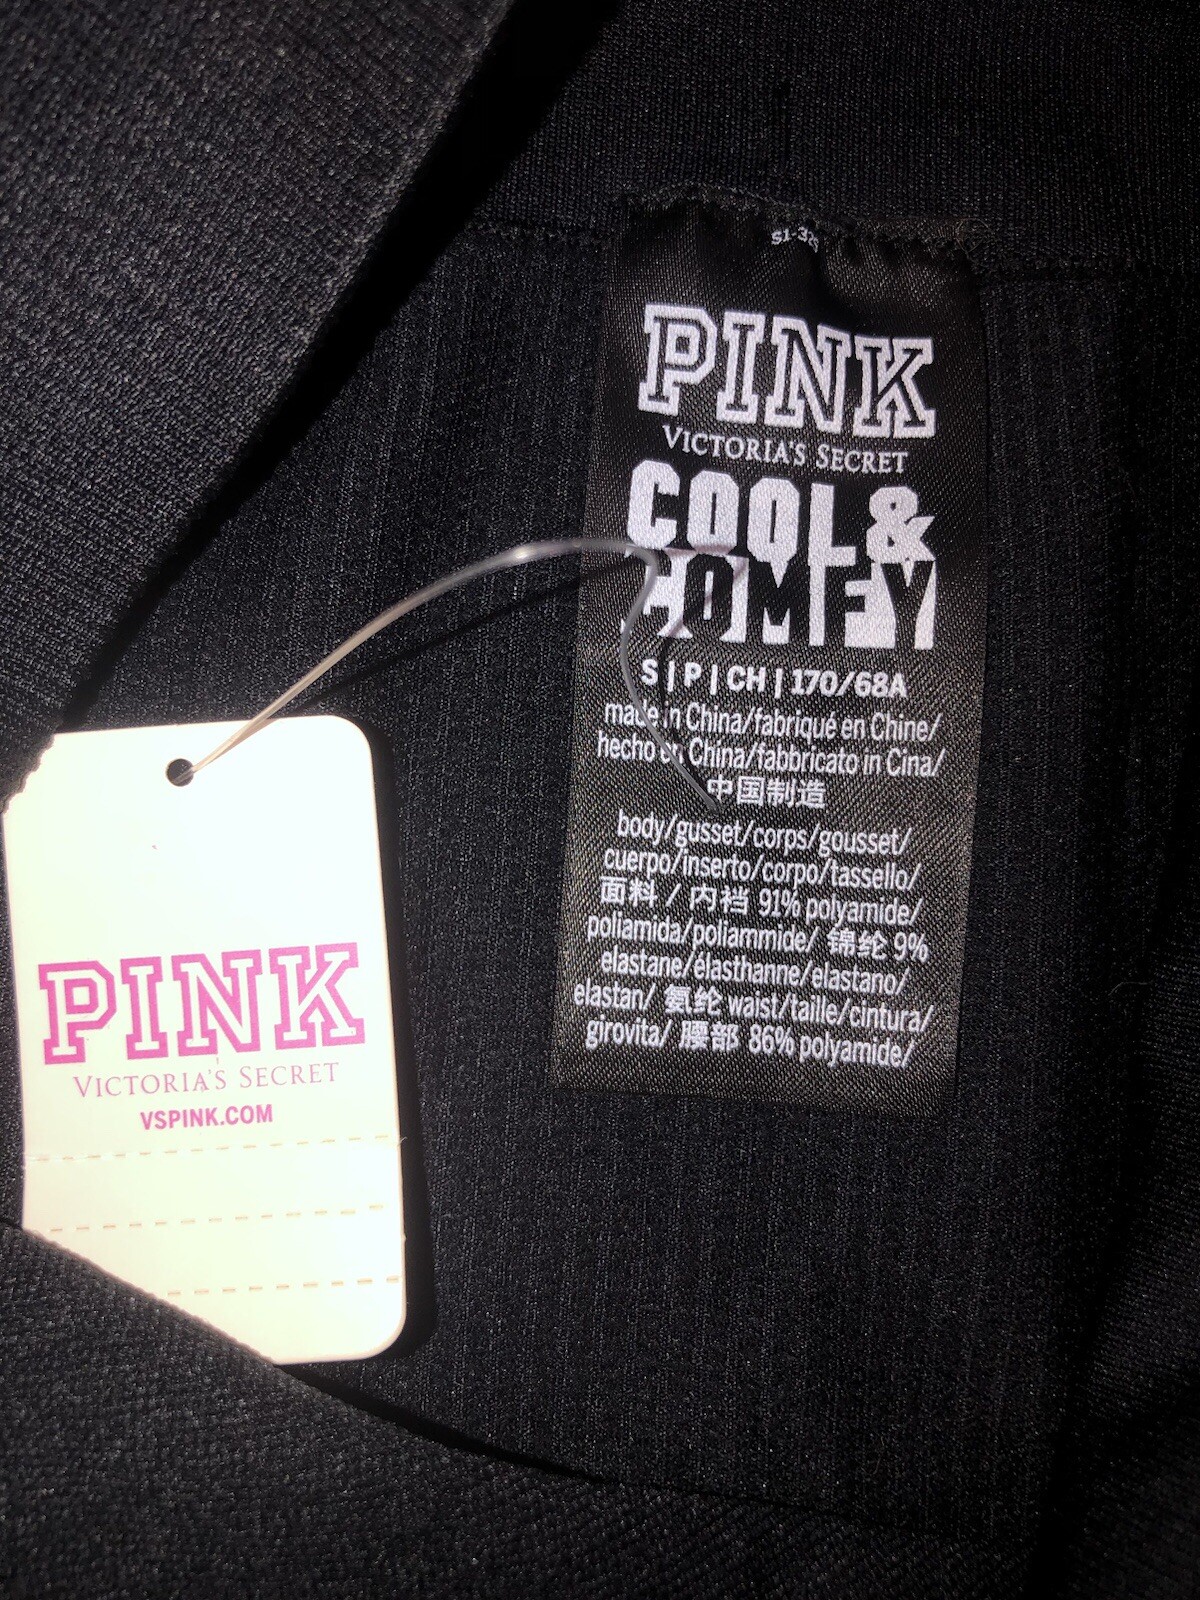 PINK
VICTORIA'S SECRET
COOL&
COMFY
S | P | CH | 170/68A
made in China/fabriqué en Chine/
hecho en China/fabbricato in Cina/
中国制造
body/gusset/corps/gousset/
cuerpo/inserto/corpo/tassello/
面料 / 内裆 91% polyamide/
poliamida/poliammide/ 锦纶 9%
elastane/élasthanne/elastano/
elastan/ 氨纶 waist/taille/cintura/
girovita/ 腰部 86% polyamide/
PINK
VICTORIA'S SECRET
VSPINK.COM